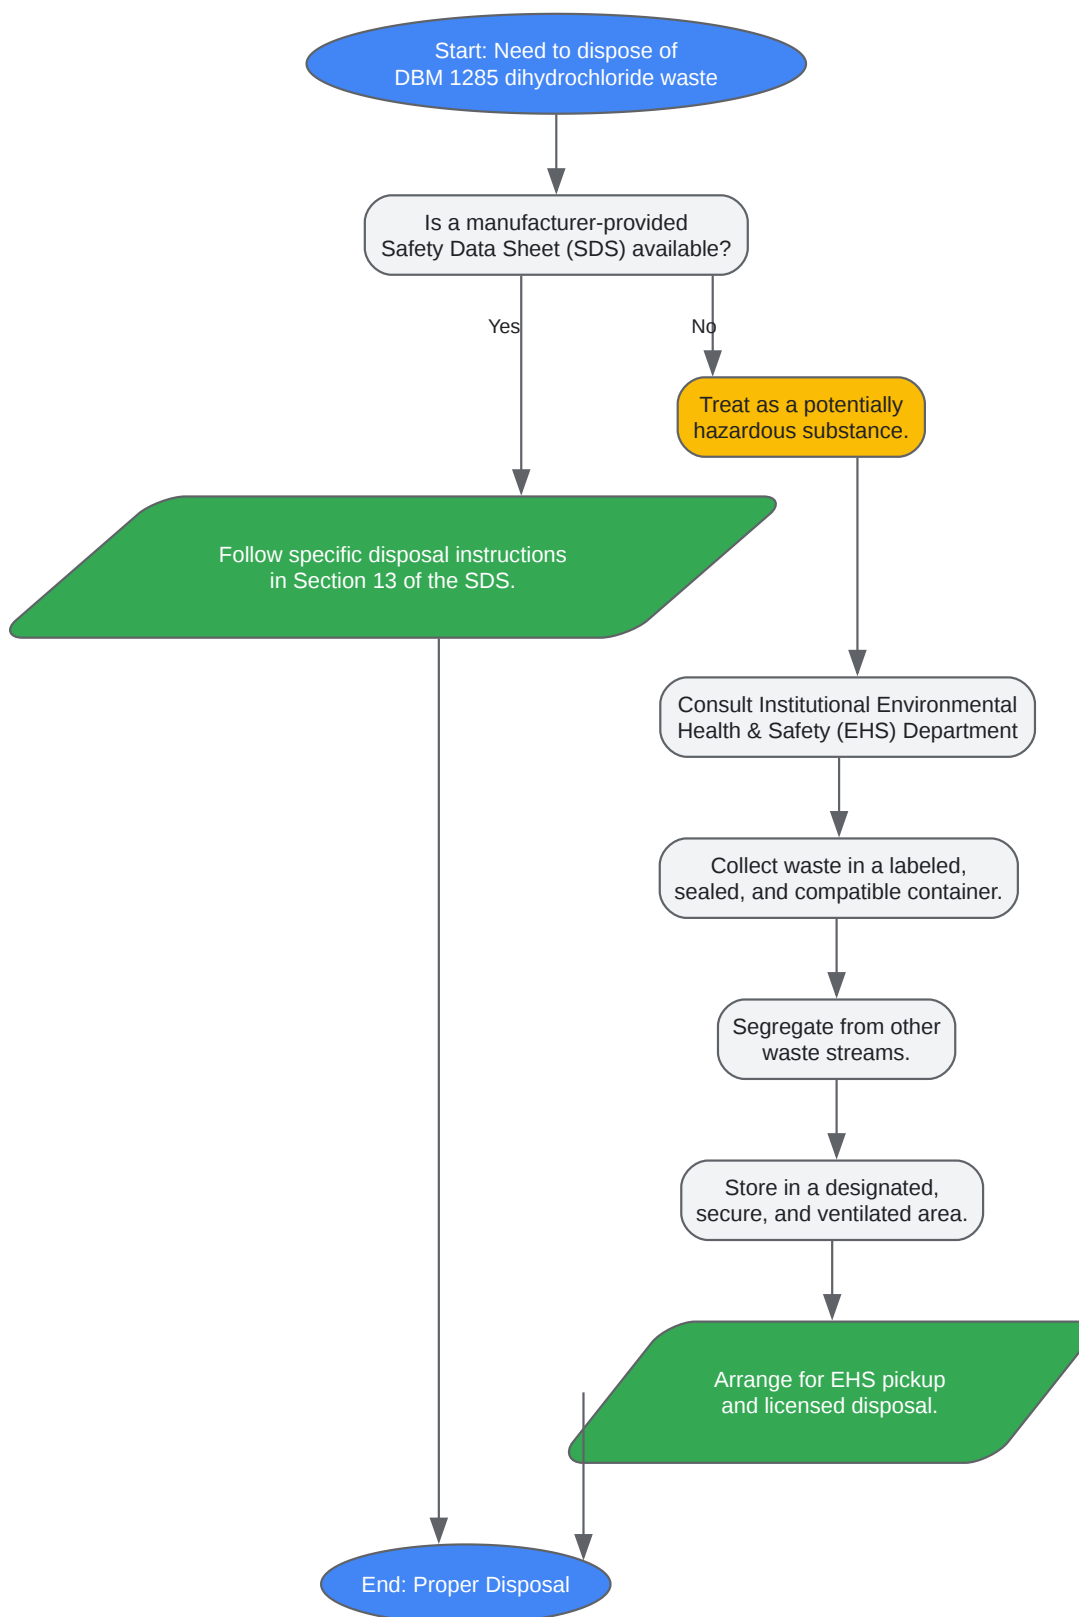 Start: Need to dispose of
DBM 1285 dihydrochloride waste
Is a manufacturer-provided
Safety Data Sheet (SDS) available?
Yes
No
Treat as a potentially
hazardous substance.
Follow specific disposal instructions
in Section 13 of the SDS.
Consult Institutional Environmental
Health & Safety (EHS) Department
Collect waste in a labeled,
sealed, and compatible container.
Segregate from other
waste streams.
Store in a designated,
secure, and ventilated area.
Arrange for EHS pickup
and licensed disposal.
End: Proper Disposal